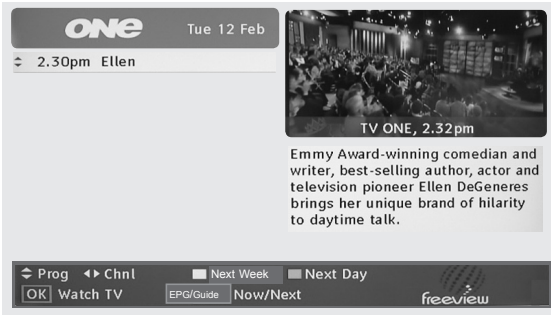 ONE
Tue 12 Feb
2.30pm Ellen
TV ONE, 2.32pm
Emmy Award-winning comedian and
writer, best-selling author, actor and
television pioneer Ellen DeGeneres
brings her unique brand of hilarity
to daytime talk.
Prog Chnl Next Week Next Day
OK Watch TV EPG/Guide Now/Next
freeview